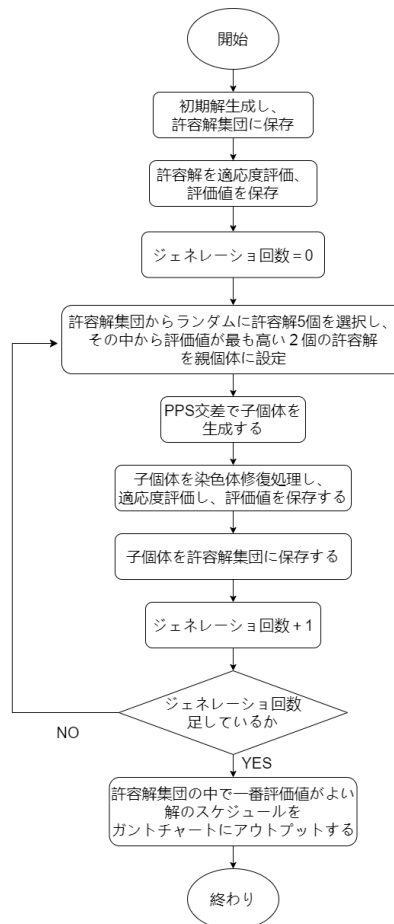 開始
初期解生成し、
許容解集団に保存
許容解を適応度評価、
評価値を保存
ジェネレーショ回数=0
許容解集団からランダムに許容解5個を選択し、
その中から評価値が最も高い２個の許容解
を親個体に設定
PPS交差で子個体を
生成する
子個体を染色体修復処理し、
適応度評価し、評価値を保存する
子個体を許容解集団に保存する
ジェネレーショ回数+1
ジェネレーショ回数
足しているか
NO
YES
許容解集団の中で一番評価値がよい
解のスケジュールを
ガントチャートにアウトプットする
終わり